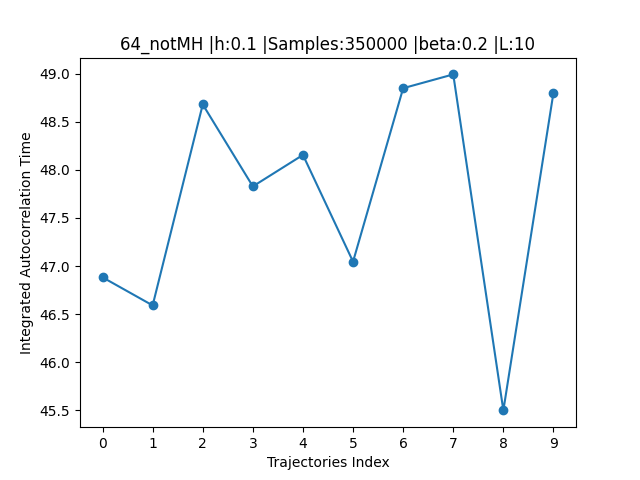 64_notMH |h:0.1 |Samples:350000 |beta:0.2 |L:10
Integrated Autocorrelation Time
49.0
48.5
48.0
47.5
47.0
46.5
46.0
45.5
0 1 2 3 4 5 6 7 8 9
Trajectories Index